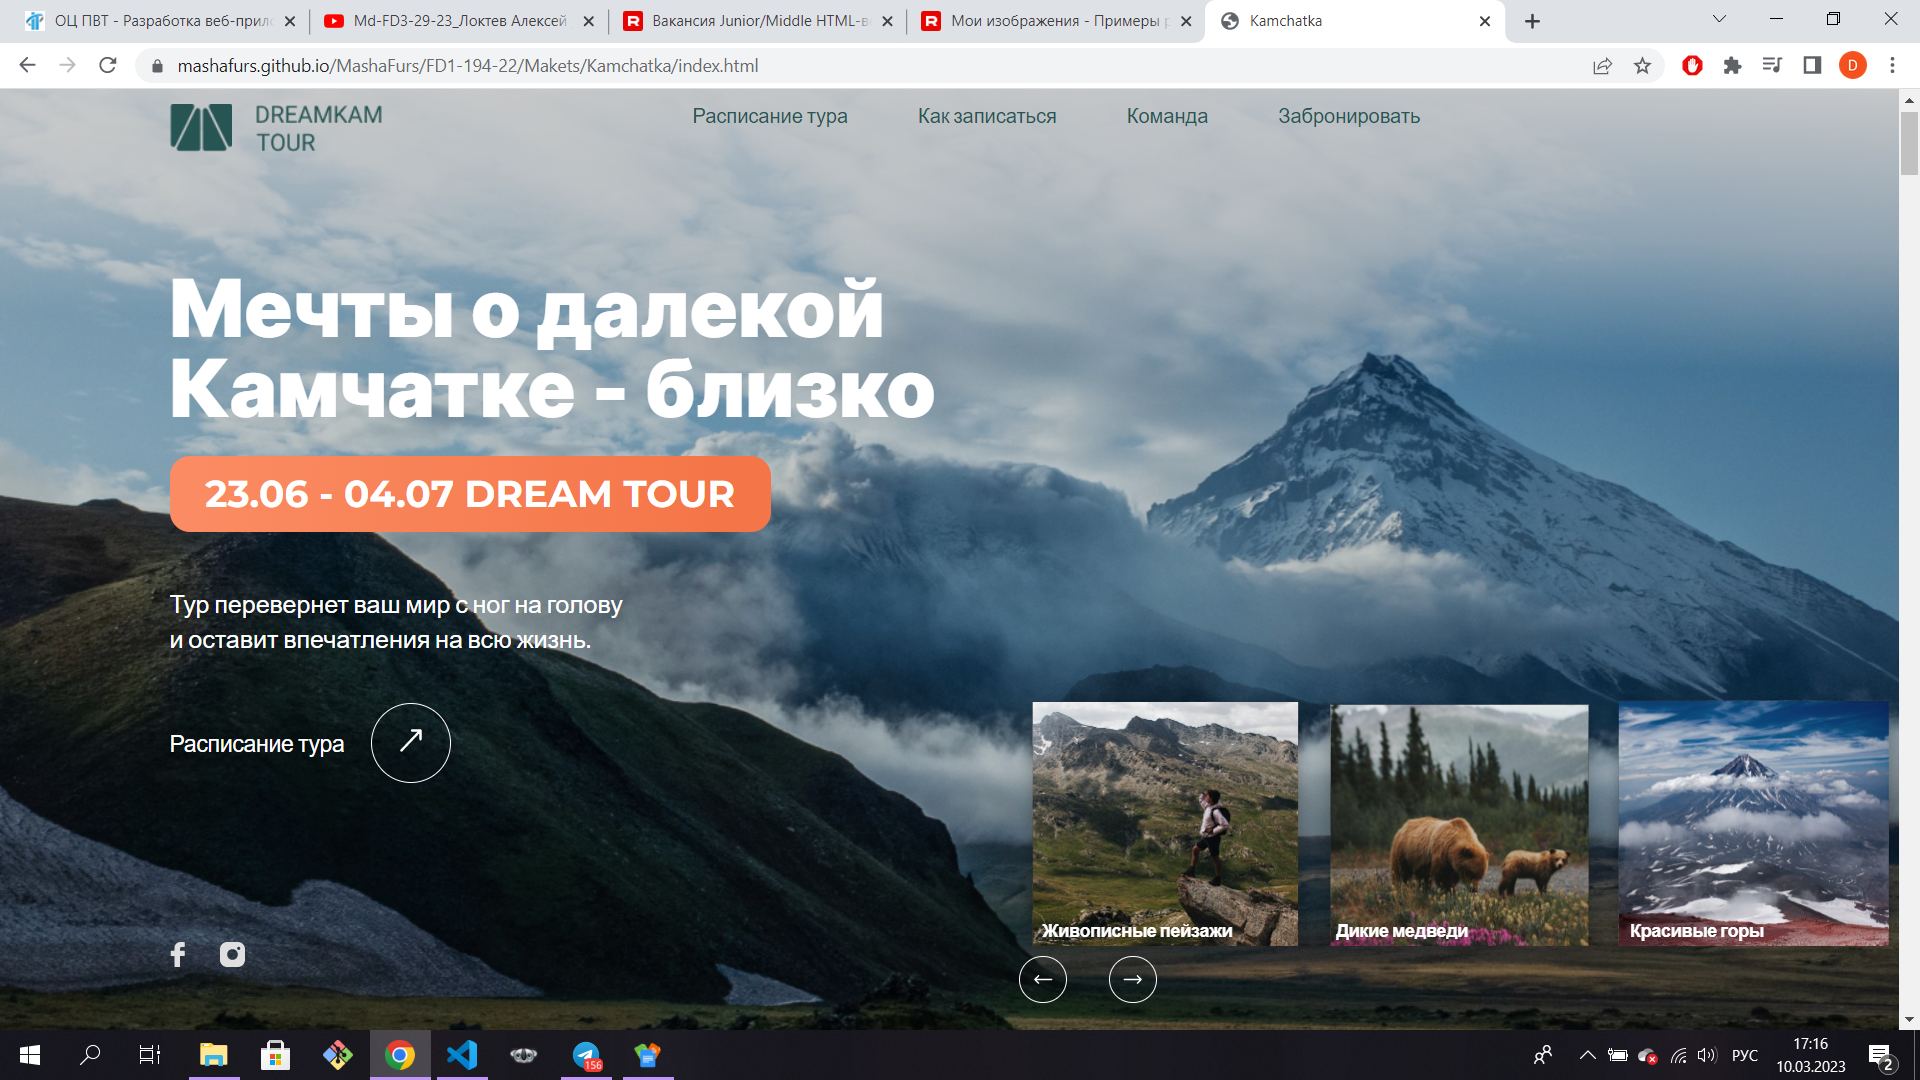 ОЦ ПВТ - Разработка веб-прил
Md-FD3-29-23_Локтев Алексей
Вакансия Junior/Middle HTML-в
Мои изображения - Примеры
Kamchatka
mashafurs.github.io/MashaFurs/FD1-194-22/Makets/Kamchatka/index.html
D
DREAMKAM
TOUR
Расписание тура
Как записаться
Команда
Забронировать
Мечты о далекой
Камчатке - близко
23.06 - 04.07 DREAM TOUR
Тур перевернет ваш мир с ног на голову
и оставит впечатления на всю жизнь.
Расписание тура
Живописные пейзажи
Дикие медведи
Красивые горы
156
РУС
17:16
10.03.2023
2